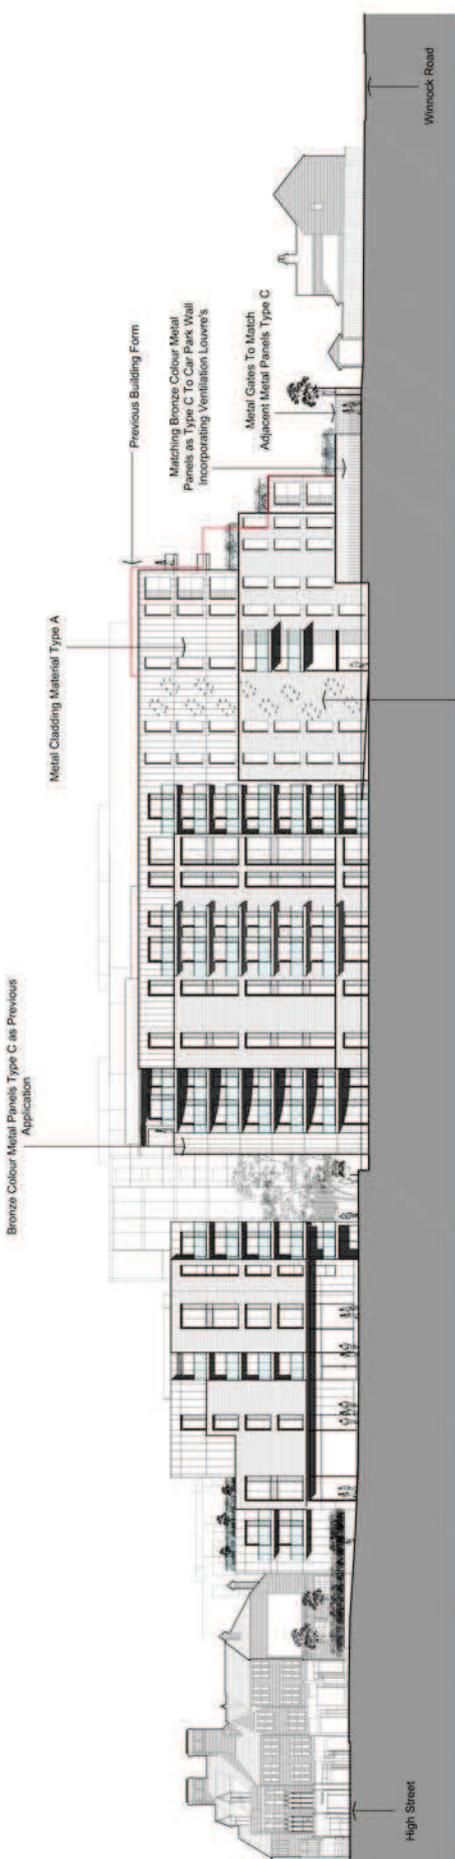 Bronze Colour Metal Panels Type C as Previous
Application
Metal Cladding Material Type A
Previous Building Form
Matching Bronze Colour Metal
Panels as Type C To Car Park Wall
Incorporating Ventilation Louvre's
Metal Gates To Match
Adjacent Metal Panels Type C
High Street
Winnock Road